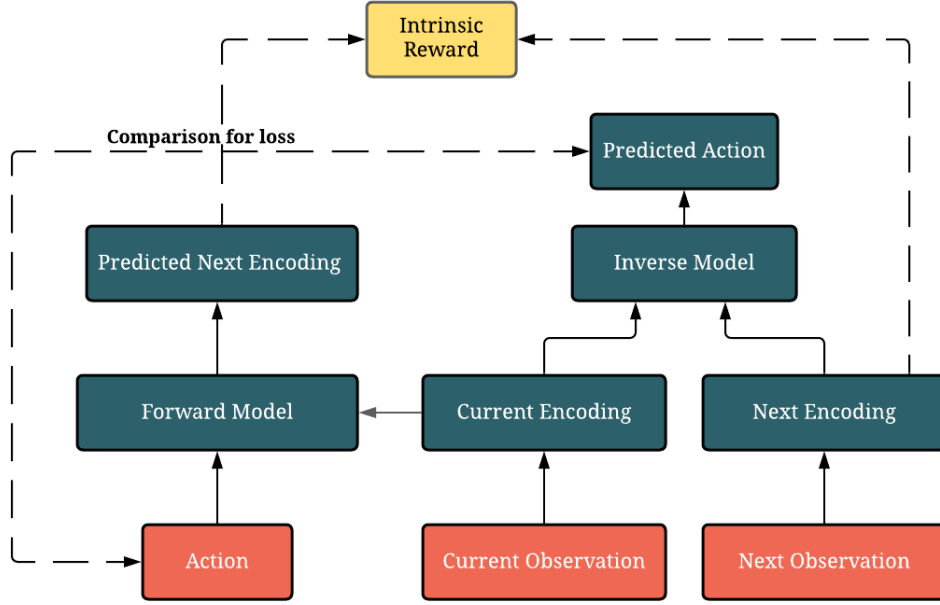 Intrinsic
Reward
Comparison for loss
Predicted Action
Predicted Next Encoding
Inverse Model
Forward Model
Current Encoding
Next Encoding
Action
Current Observation
Next Observation